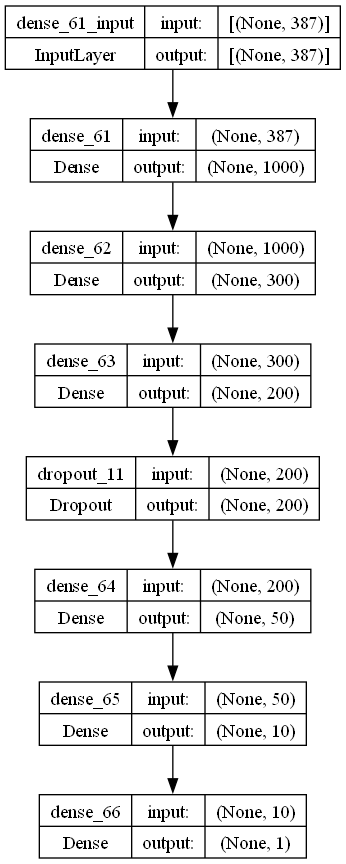 dense_61_input input: [(None, 387)]
InputLayer output: [(None, 387)]
dense_61 input: (None, 387)
Dense output: (None, 1000)
dense_62 input: (None, 1000)
Dense output: (None, 300)
dense_63 input: (None, 300)
Dense output: (None, 200)
dropout_11 input: (None, 200)
Dropout output: (None, 200)
dense_64 input: (None, 200)
Dense output: (None, 50)
dense_65 input: (None, 50)
Dense output: (None, 10)
dense_66 input: (None, 10)
Dense output: (None, 1)